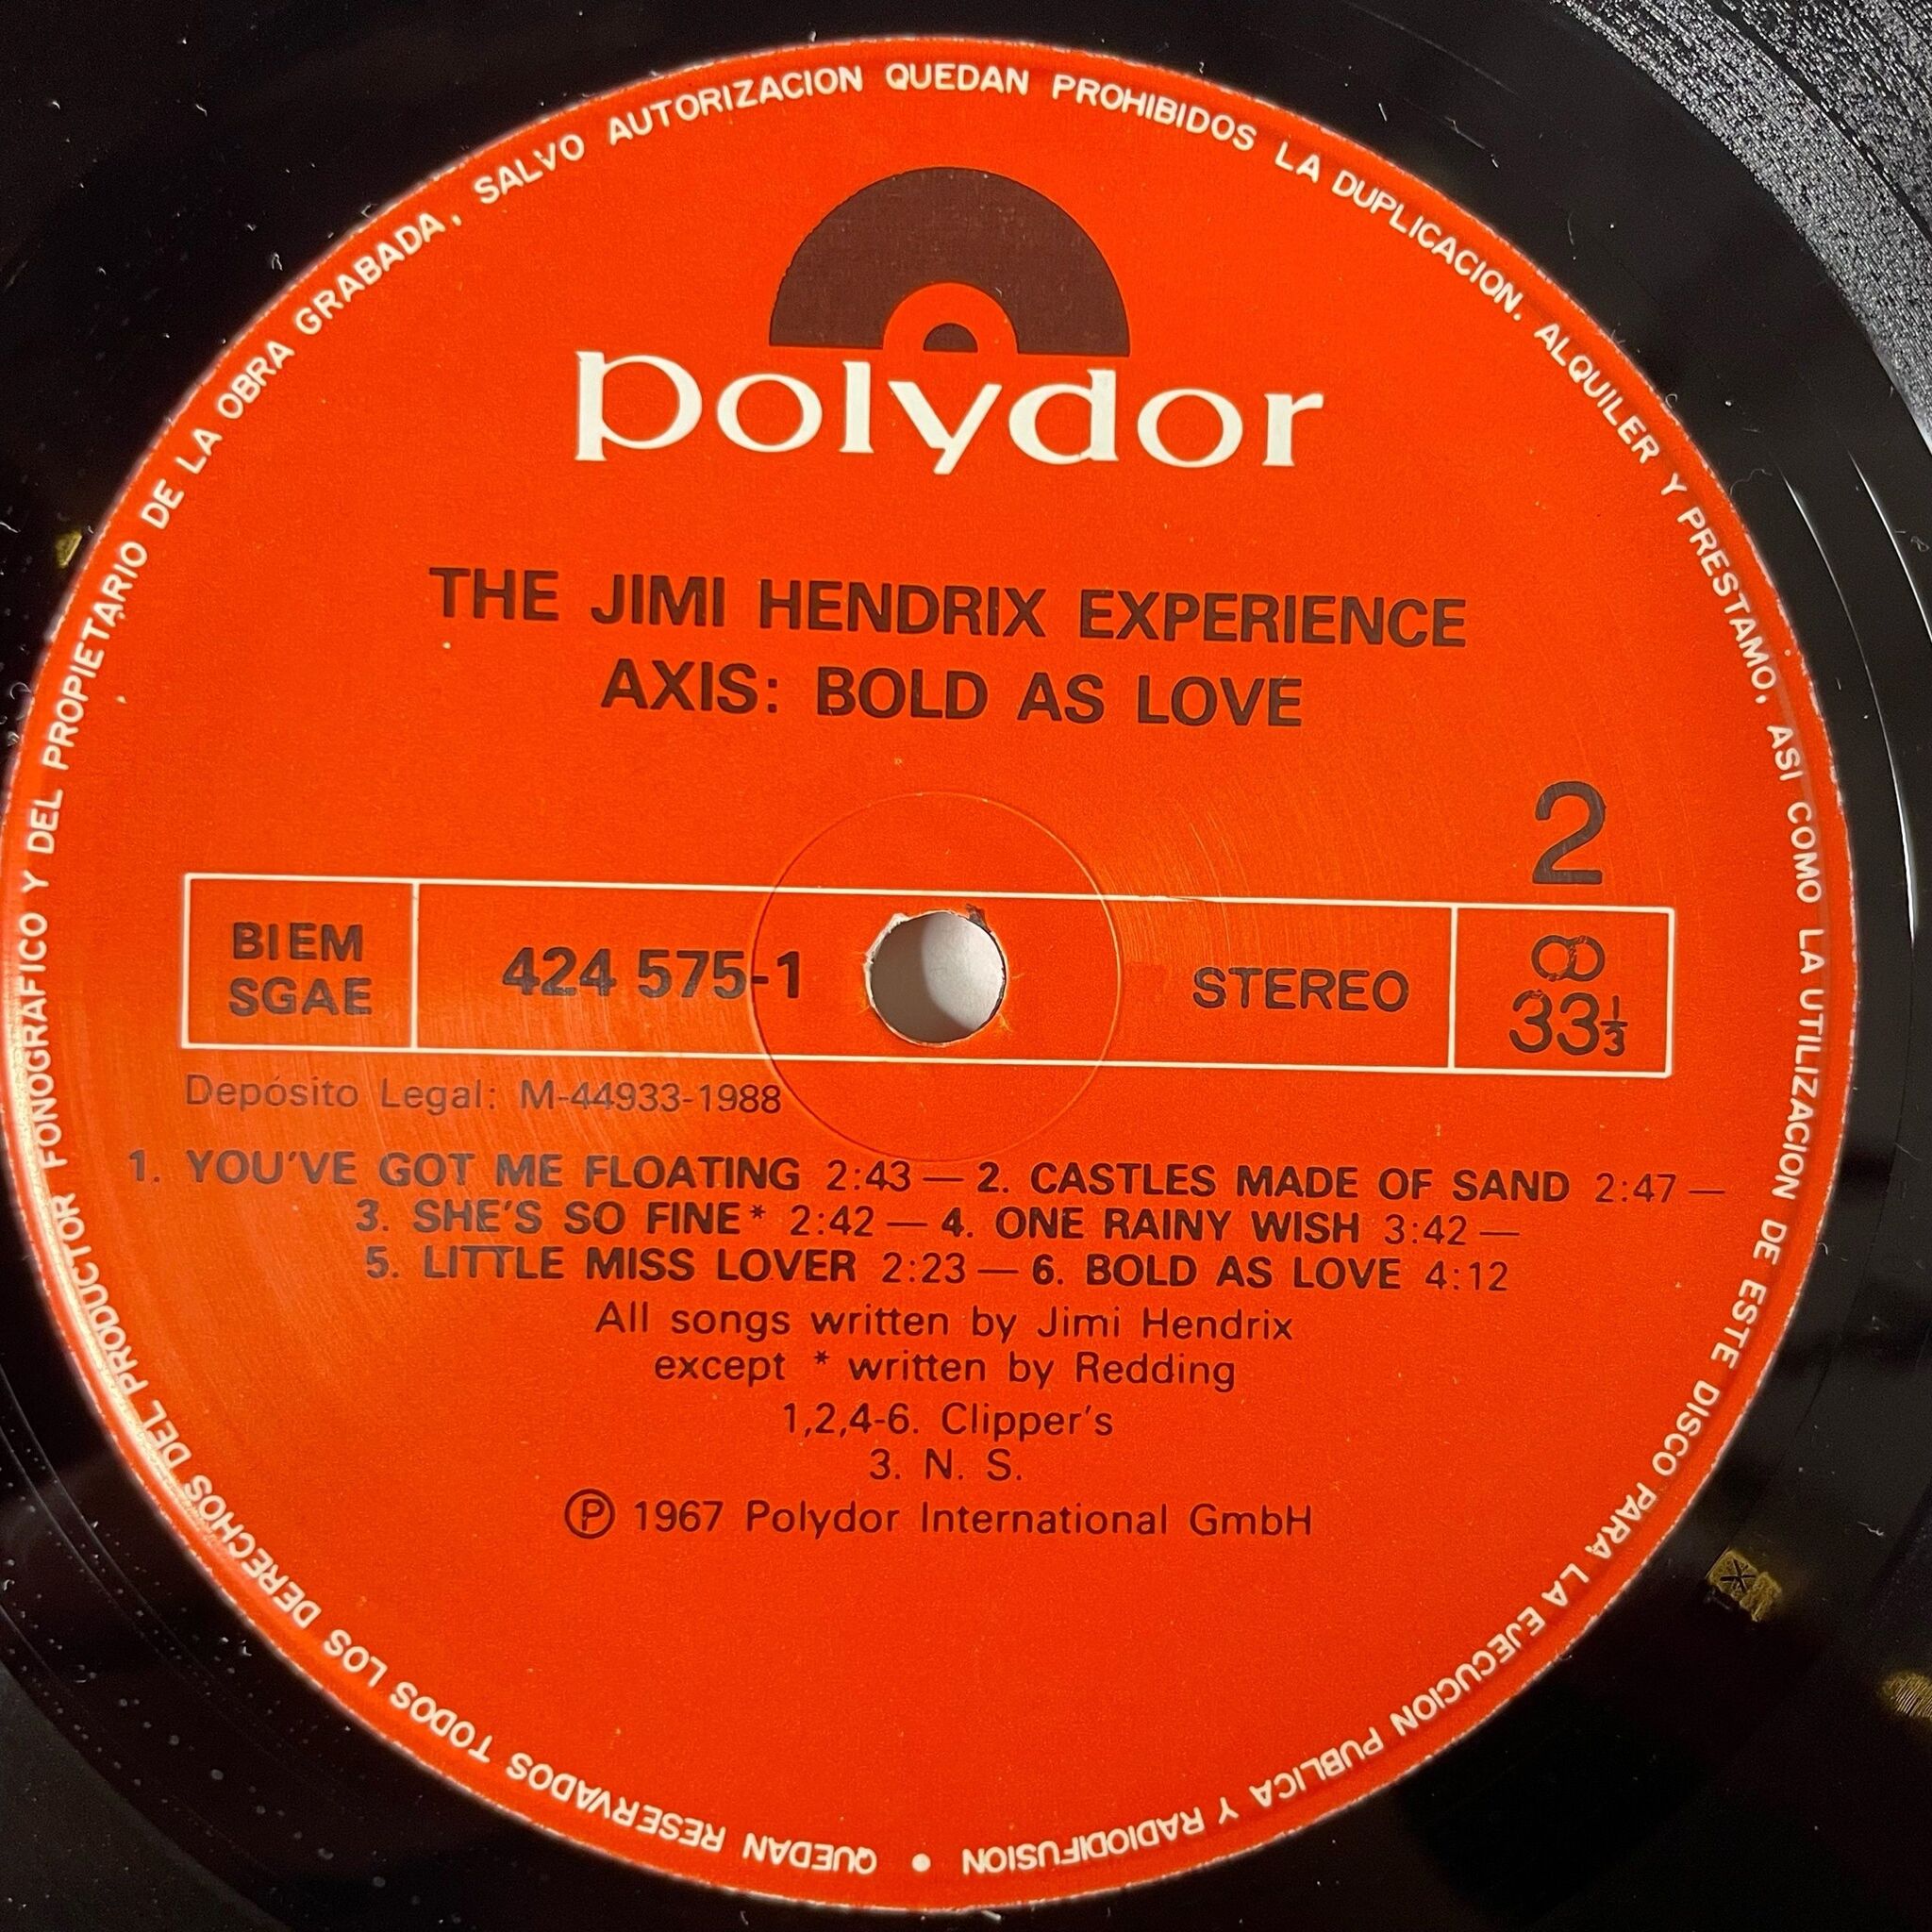 QUEDAN RESERVADOS TODOS LOS DERECHOS DEL PRODUCTOR FONOGRAFICO Y DEL PROPIETARIO DE LA OBRA GRABADA, SALVO AUTORIZACION QUEDAN PROHIBIDOS LA DUPLICACION, ALQUILER Y PRESTAMO, ASI COMO LA UTILIZACION DE ESTE DISCO PARA LA EJECUCION PUBLICA Y RADIODIFUSION •
polydor
THE JIMI HENDRIX EXPERIENCE
AXIS: BOLD AS LOVE
2
BIEM
SGAE
424 575-1
STEREO
33⅓
Depósito Legal: M-44933-1988
1. YOU'VE GOT ME FLOATING 2:43 — 2. CASTLES MADE OF SAND 2:47 —
3. SHE'S SO FINE* 2:42 — 4. ONE RAINY WISH 3:42 —
5. LITTLE MISS LOVER 2:23 — 6. BOLD AS LOVE 4:12
All songs written by Jimi Hendrix
except * written by Redding
1,2,4-6. Clipper's
3. N. S.
Ⓟ 1967 Polydor International GmbH